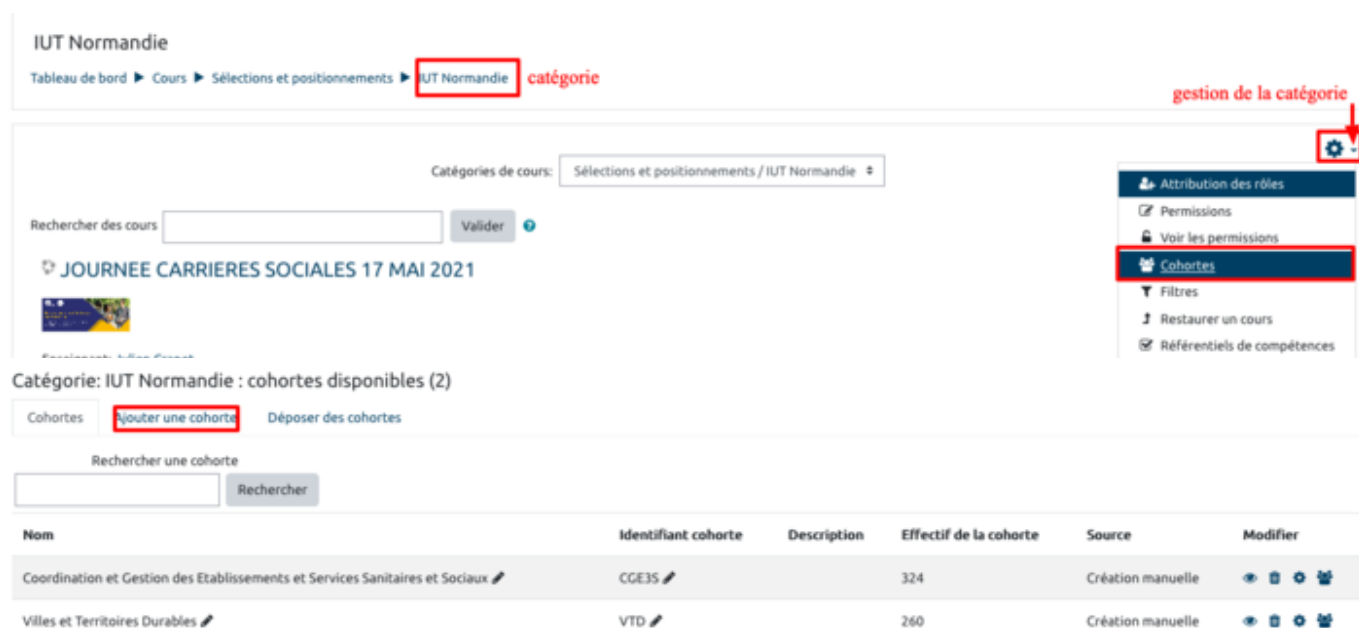 IUT Normandie
Tableau de bord ▶ Cours ▶ Sélections et positionnements ▶ IUT Normandie catégorie
gestion de la catégorie
Catégories de cours: Sélections et positionnements / IUT Normandie
Attribution des rôles
Permissions
Rechercher des cours Valider
Voir les permissions
JOURNEE CARRIERES SOCIALES 17 MAI 2021
Cohortes
Filtres
Restaurer un cours
Référentiels de compétences
Catégorie: IUT Normandie : cohortes disponibles (2)
Cohortes Ajouter une cohorte Déposer des cohortes
Rechercher une cohorte
Rechercher
Nom Identifiant cohorte Description Effectif de la cohorte Source Modifier
Coordination et Gestion des Etablissements et Services Sanitaires et Sociaux CGE3S 324 Création manuelle
Villes et Territoires Durables VTD 260 Création manuelle